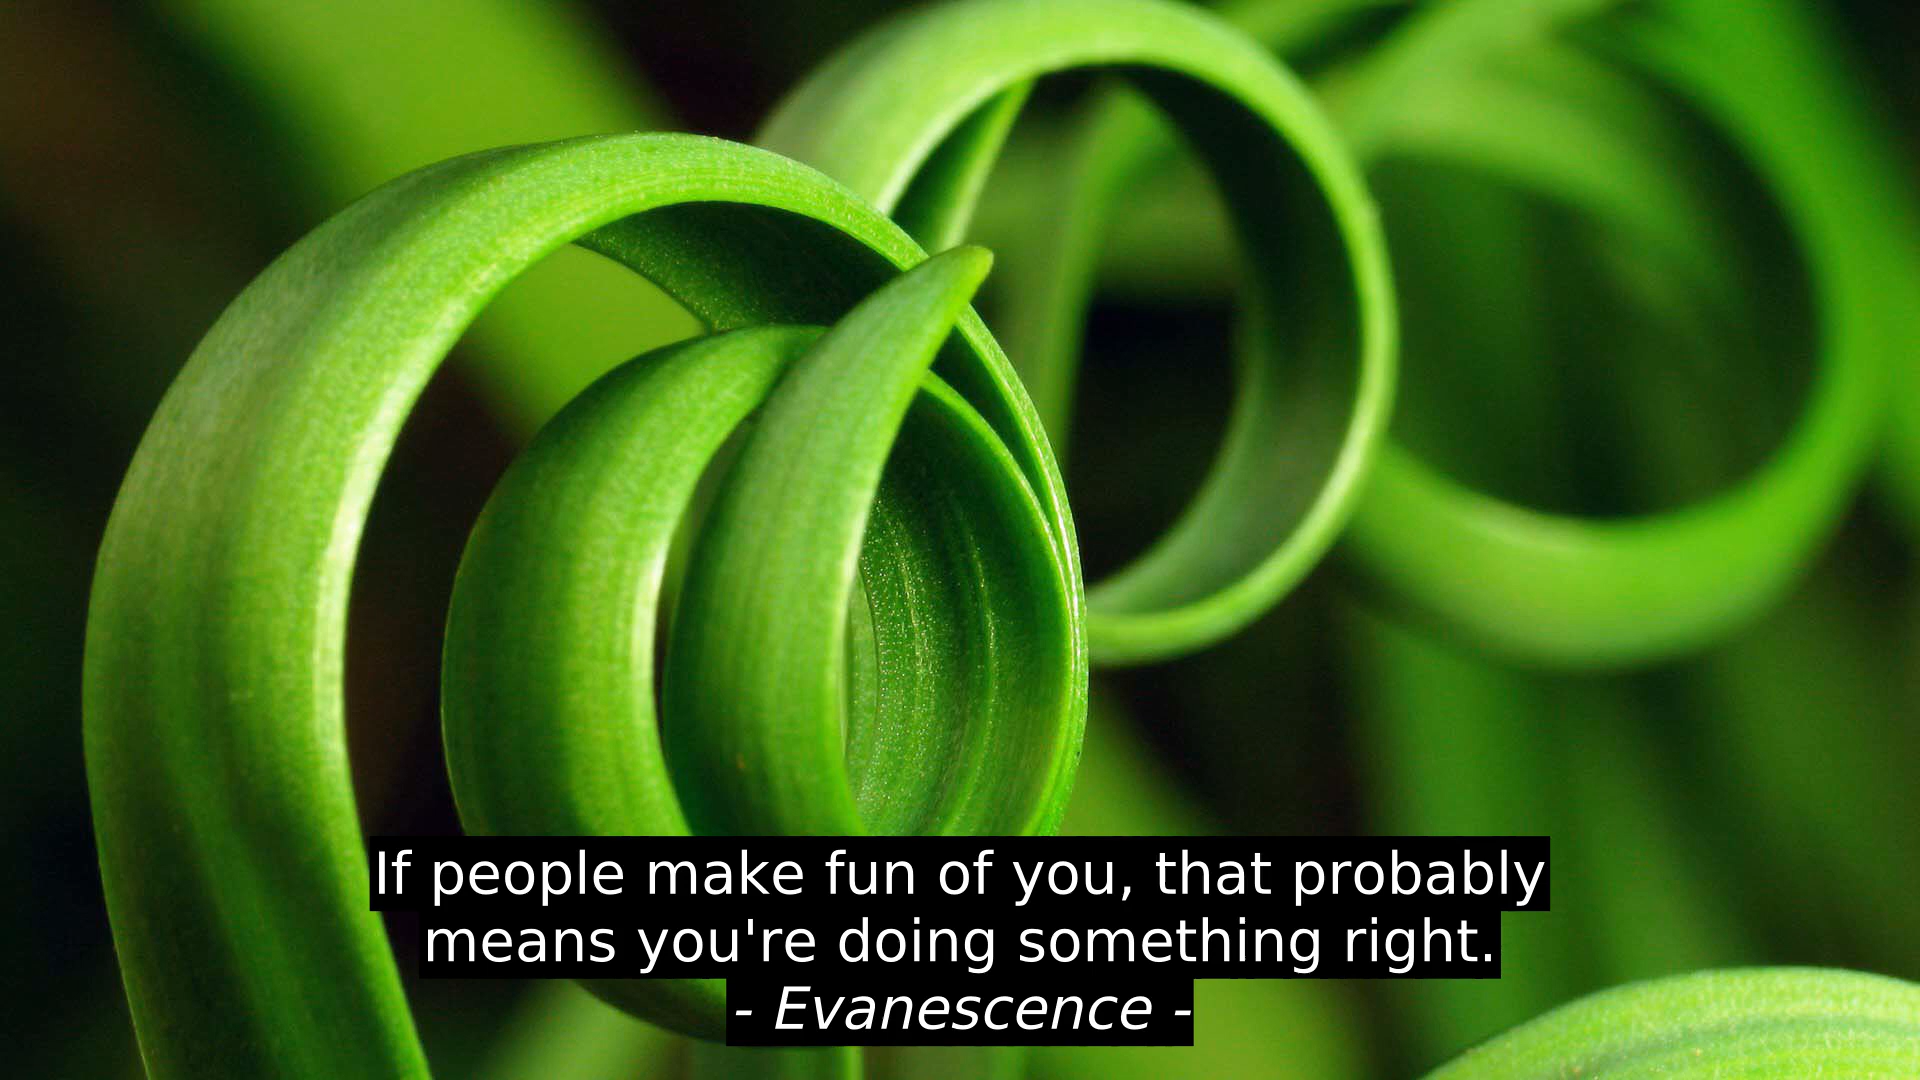 If people make fun of you, that probably
means you're doing something right.
- Evanescence -